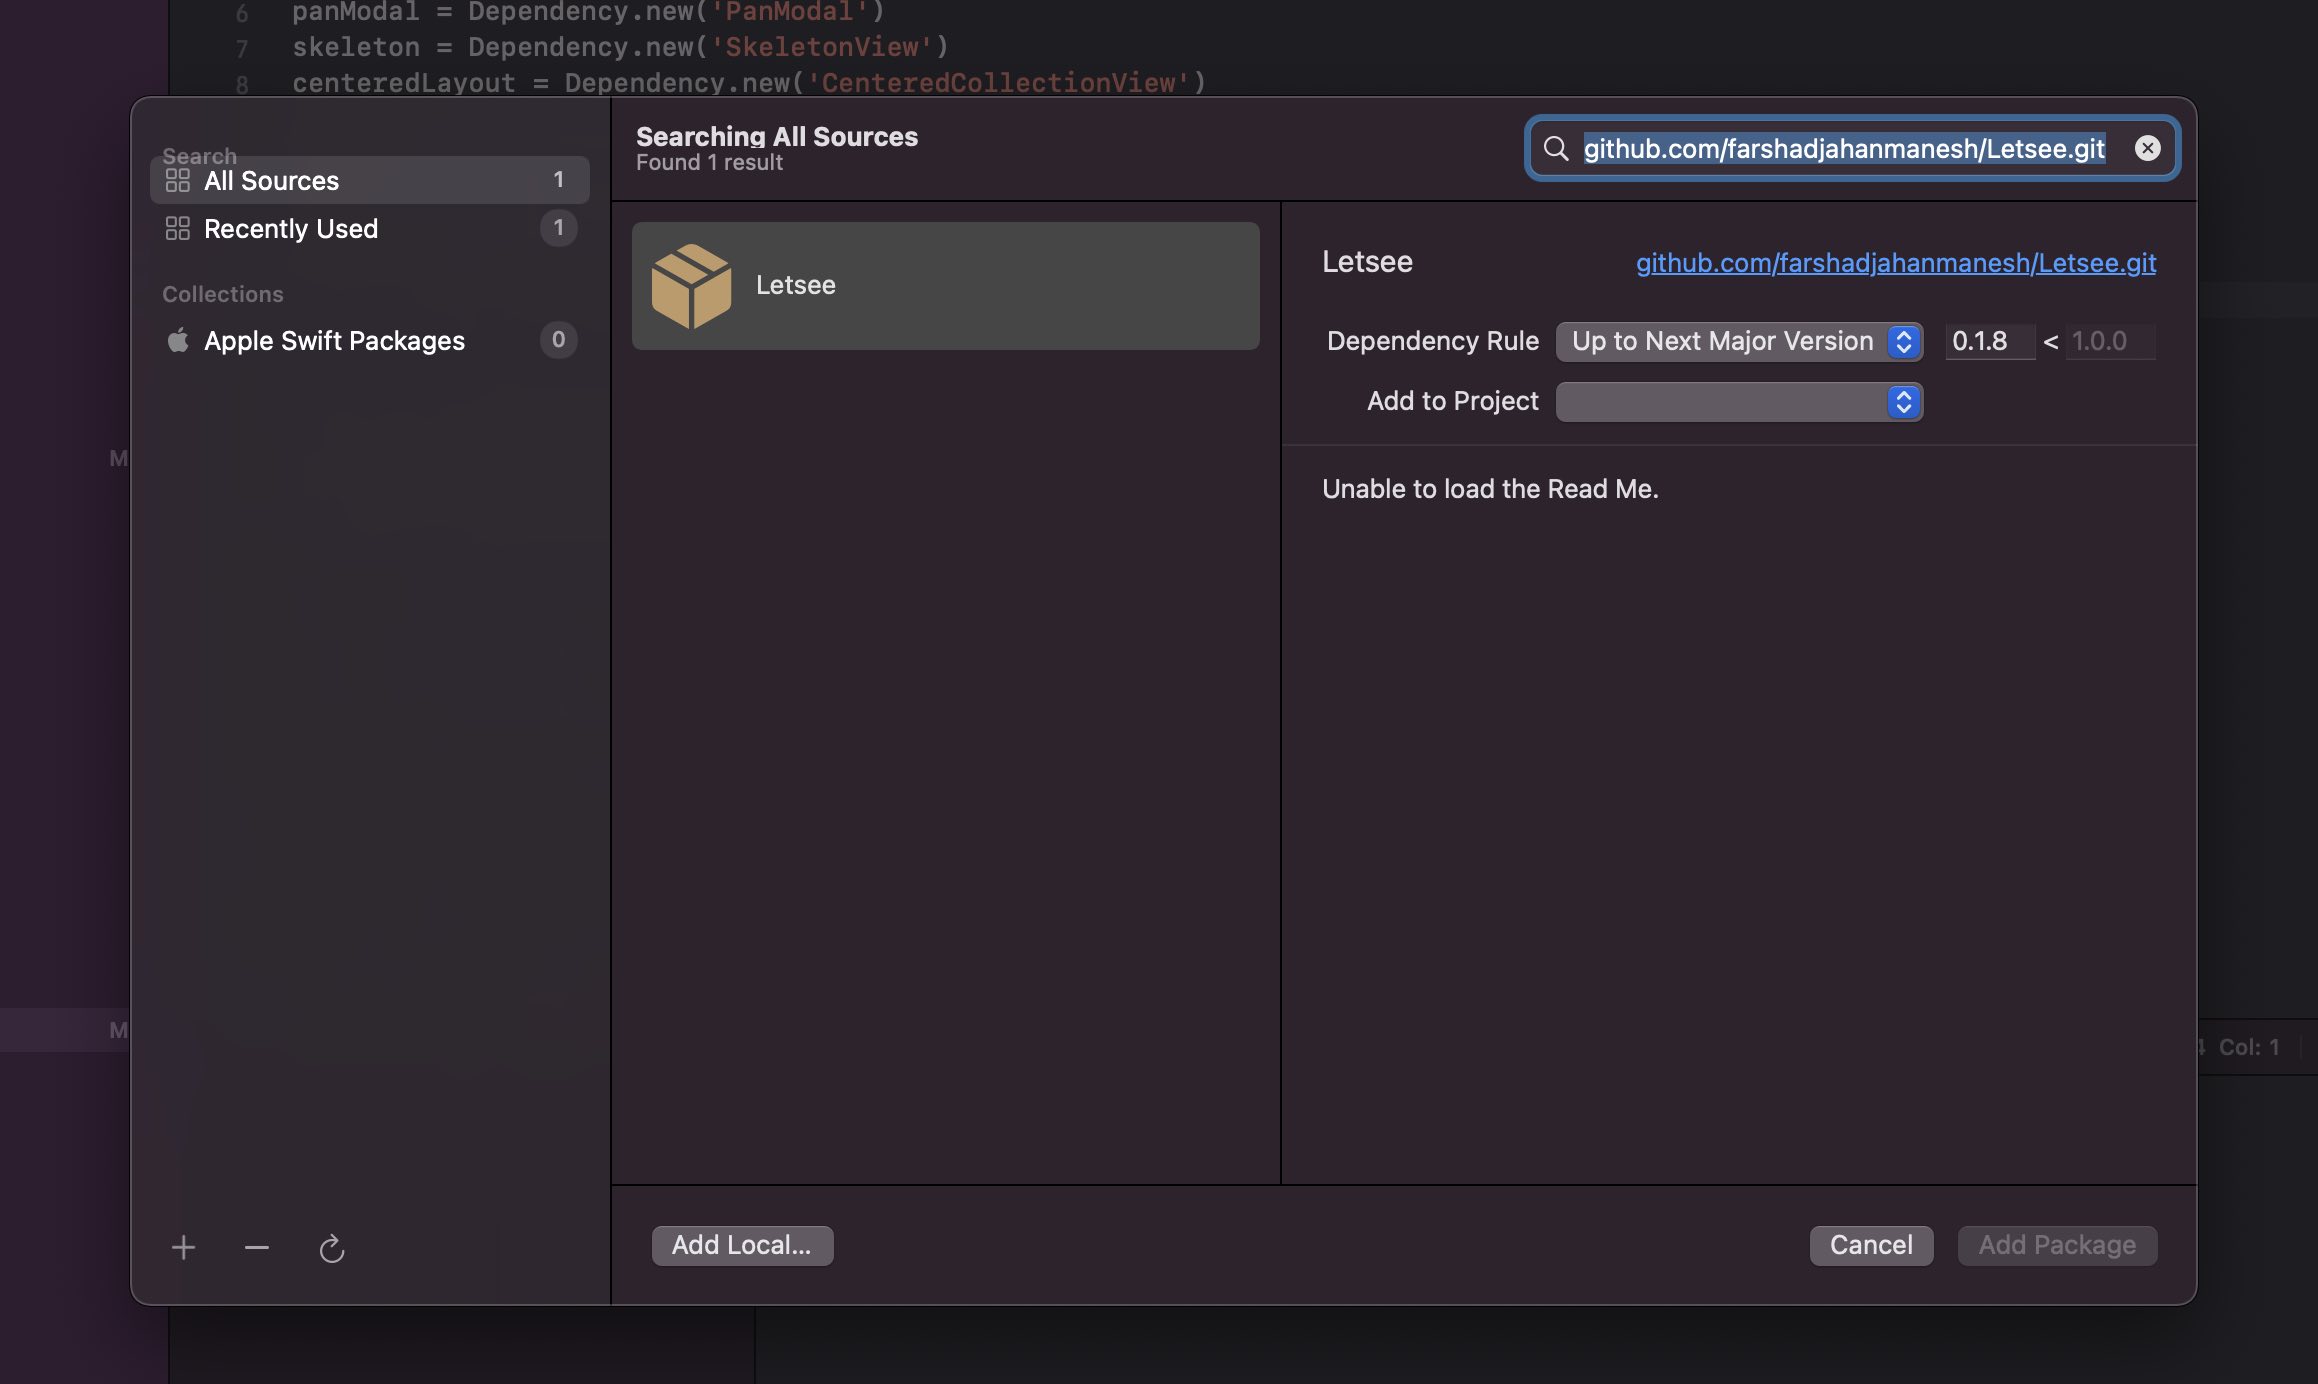 6 panModal = Dependency.new('PanModal')
7 skeleton = Dependency.new('SkeletonView')
8 centeredLayout = Dependency.new('CenteredCollectionView')
Search
All Sources 1
Recently Used 1
Collections
Apple Swift Packages 0
Searching All Sources
Found 1 result
github.com/farshadjahanmanesh/Letsee.git
Letsee
Letsee github.com/farshadjahanmanesh/Letsee.git
Dependency Rule Up to Next Major Version 0.1.8 < 1.0.0
Add to Project
Unable to load the Read Me.
M
M
4 Col: 1
Add Local...
Cancel
Add Package